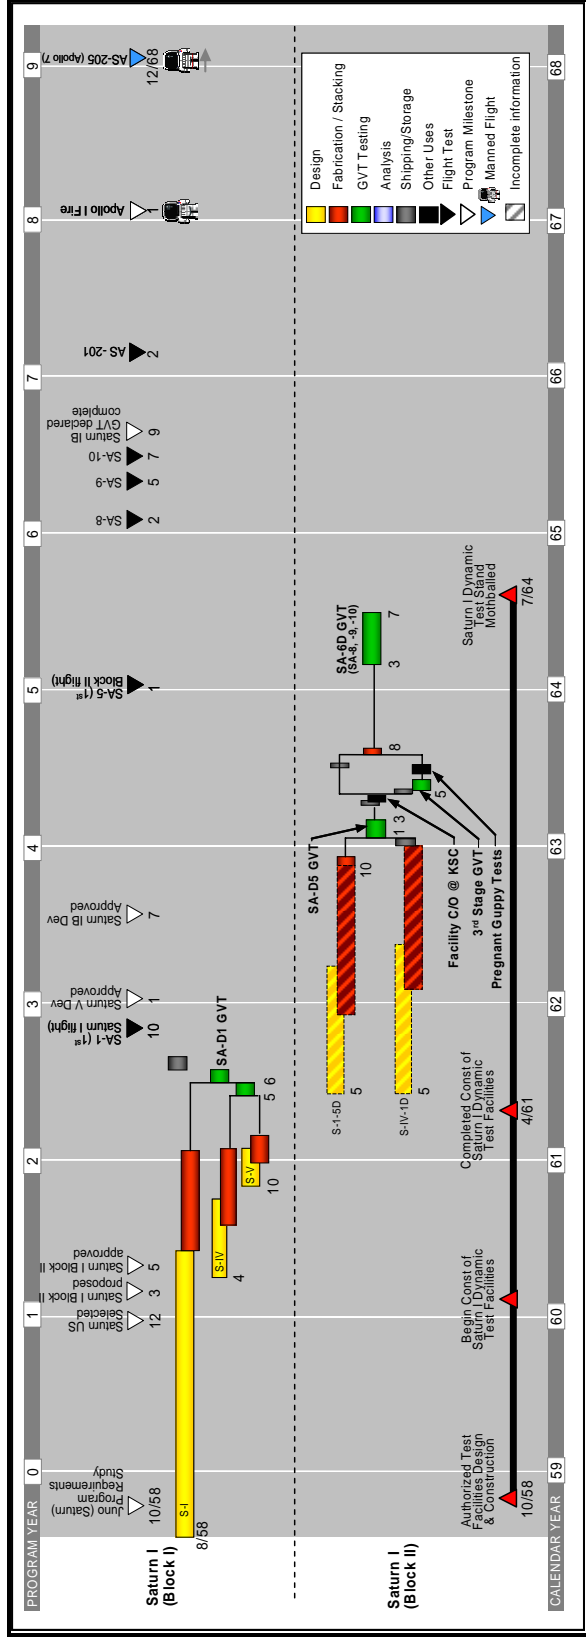 PROGRAM YEAR
0
1
2
3
4
5
6
7
8
9
Juno (Saturn)
Program
Requirements
Study
10/58
Saturn US
Selected
12
Saturn I Block II
proposed
3
Saturn I Block II
approved
5
SA-1 (1st
Saturn I flight)
10
Saturn V Dev
Approved
1
Saturn IB Dev
Approved
7
SA-5 (1st
Block II flight)
1
SA-8
2
SA-9
5
SA-10
7
Saturn IB
GVT declared
complete
9
AS-201
2
Apollo I Fire
1
AS-205 (Apollo 7)
12/68
Saturn I
(Block I)
8/58
S-I
S-IV
4
S-V
10
5
6
SA-D1 GVT
Saturn I
(Block II)
S-1-5D
5
10
S-IV-1D
5
SA-D5 GVT
1
3
5
8
Facility C/O @ KSC
3rd Stage GVT
Pregnant Guppy Tests
SA-6D GVT
(SA-8, -9, -10)
3
7
Design
Fabrication / Stacking
GVT Testing
Analysis
Shipping/Storage
Other Uses
Flight Test
Program Milestone
Manned Flight
Incomplete information
Authorized Test
Facilities Design
& Construction
10/58
Begin Const of
Saturn I Dynamic
Test Facilities
Completed Const of
Saturn I Dynamic
Test Facilities
4/61
Saturn I Dynamic
Test Stand
Mothballed
7/64
CALENDAR YEAR
59
60
61
62
63
64
65
66
67
68